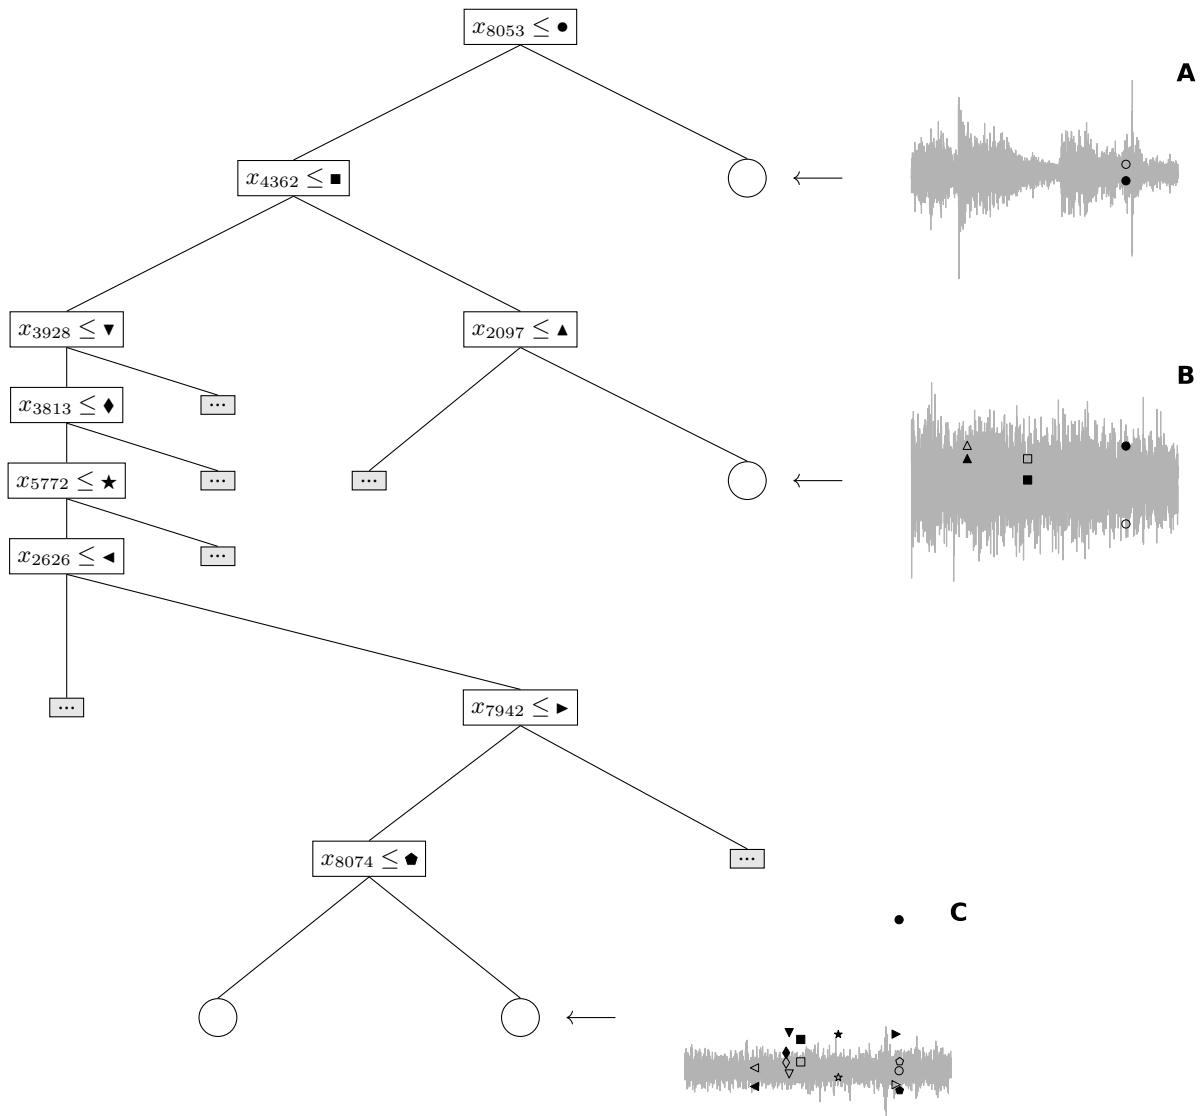 x8053 ≤ ●
A
x4362 ≤ ■
x3928 ≤ ▼
x2097 ≤ ▲
B
x3813 ≤ ♦
...
x5772 ≤ ★
...
...
x2626 ≤ ◄
...
x7942 ≤ ►
...
x8074 ≤ ⬟
...
C